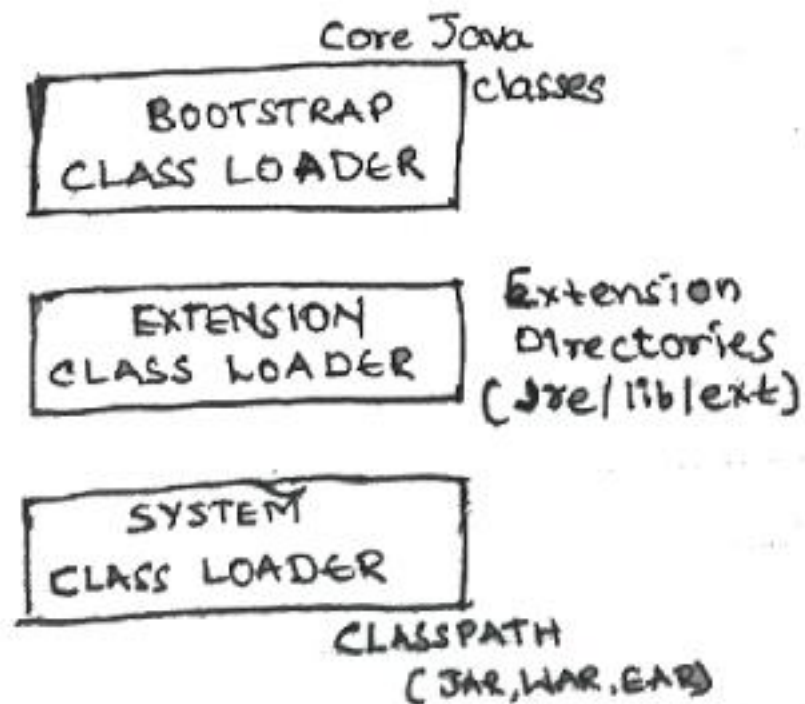 Core Java
classes
BOOTSTRAP
CLASS LOADER
EXTENSION
CLASS LOADER
Extension
Directories
(Jre/lib/ext)
SYSTEM
CLASS LOADER
CLASSPATH
(JAR, WAR, EAR)